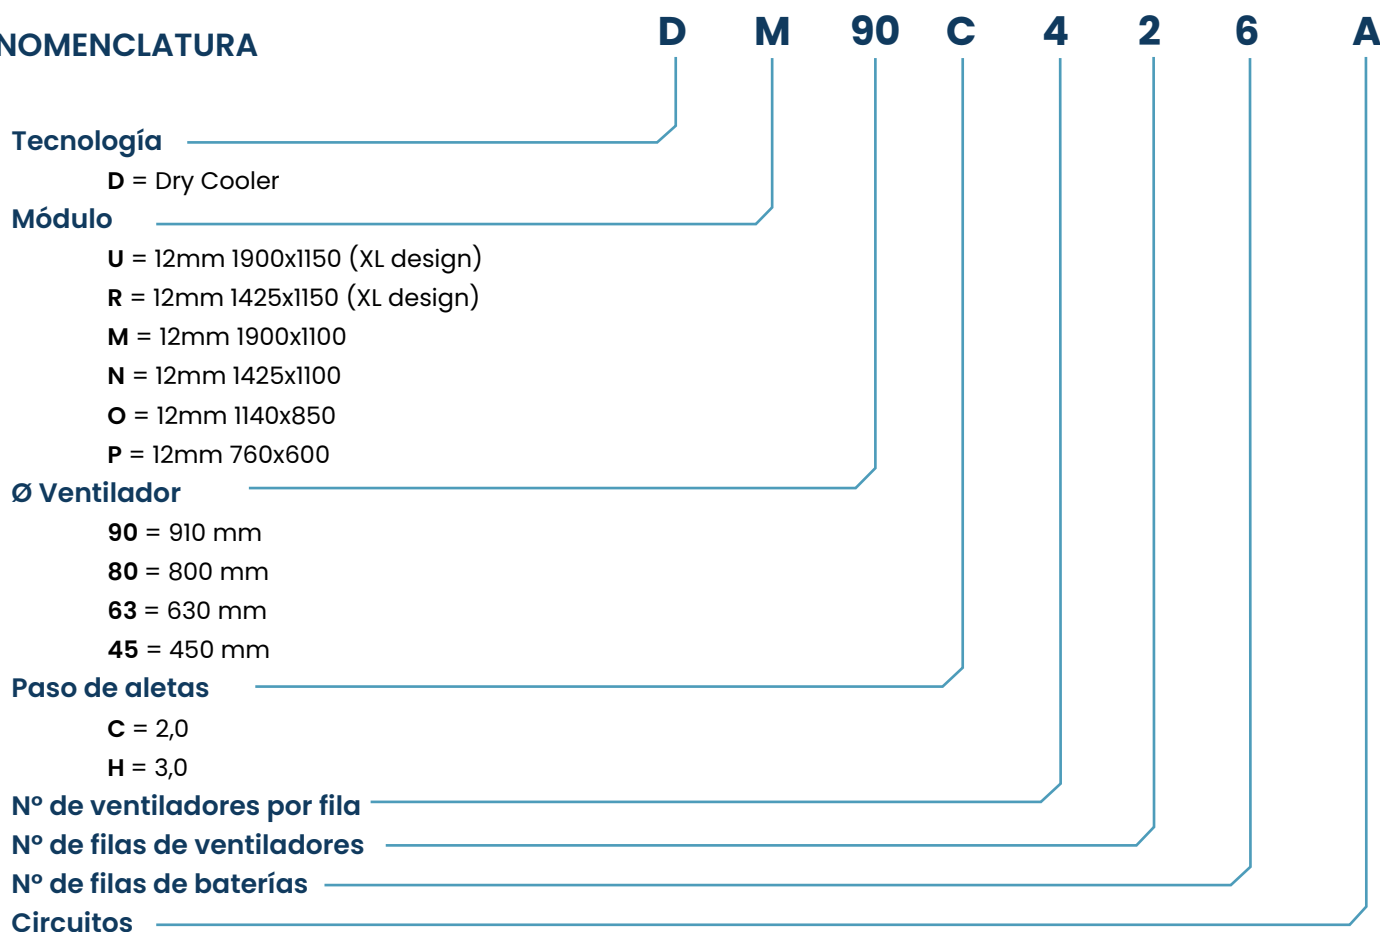 NOMENCLATURA D M 90 C 4 2 6 A
Tecnología
D = Dry Cooler
Módulo
U = 12mm 1900x1150 (XL design)
R = 12mm 1425x1150 (XL design)
M = 12mm 1900x1100
N = 12mm 1425x1100
O = 12mm 1140x850
P = 12mm 760x600
Ø Ventilador
90 = 910 mm
80 = 800 mm
63 = 630 mm
45 = 450 mm
Paso de aletas
C = 2,0
H = 3,0
Nº de ventiladores por fila
Nº de filas de ventiladores
Nº de filas de baterías
Circuitos